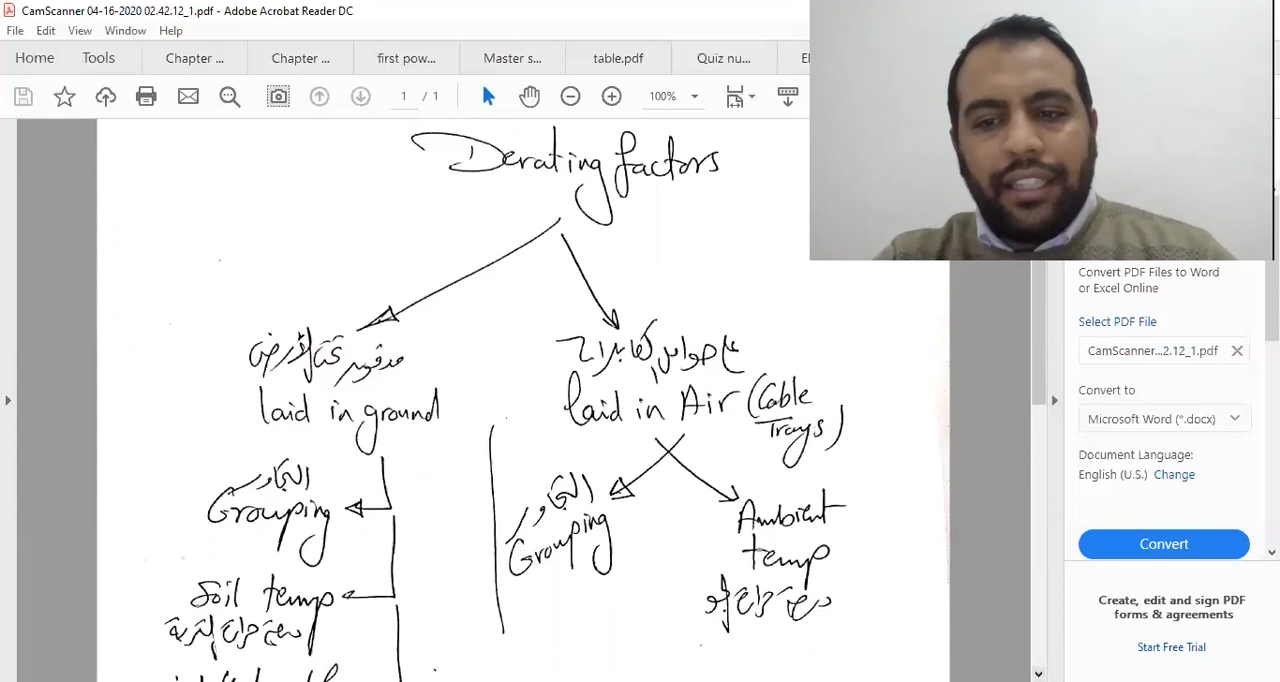 CamScanner 04-16-2020 02.42.12_1.pdf - Adobe Acrobat Reader DC
File Edit View Window Help
Home Tools Chapter ... Chapter ... first pow... Master s... table.pdf Quiz nu...
1 / 1 100%
Derating factors
مدفون تحت الأرض
laid in ground
على حوامل كابلات
laid in Air (Cable Trays)
التجاور
Grouping
Soil temp
درجة حرارة التربة
التجاور
Grouping
Ambient
temp
درجة حرارة الجو
Convert PDF Files to Word
or Excel Online
Select PDF File
CamScanner...2.12_1.pdf
Convert to
Microsoft Word (*.docx)
Document Language:
English (U.S.) Change
Convert
Create, edit and sign PDF
forms & agreements
Start Free Trial